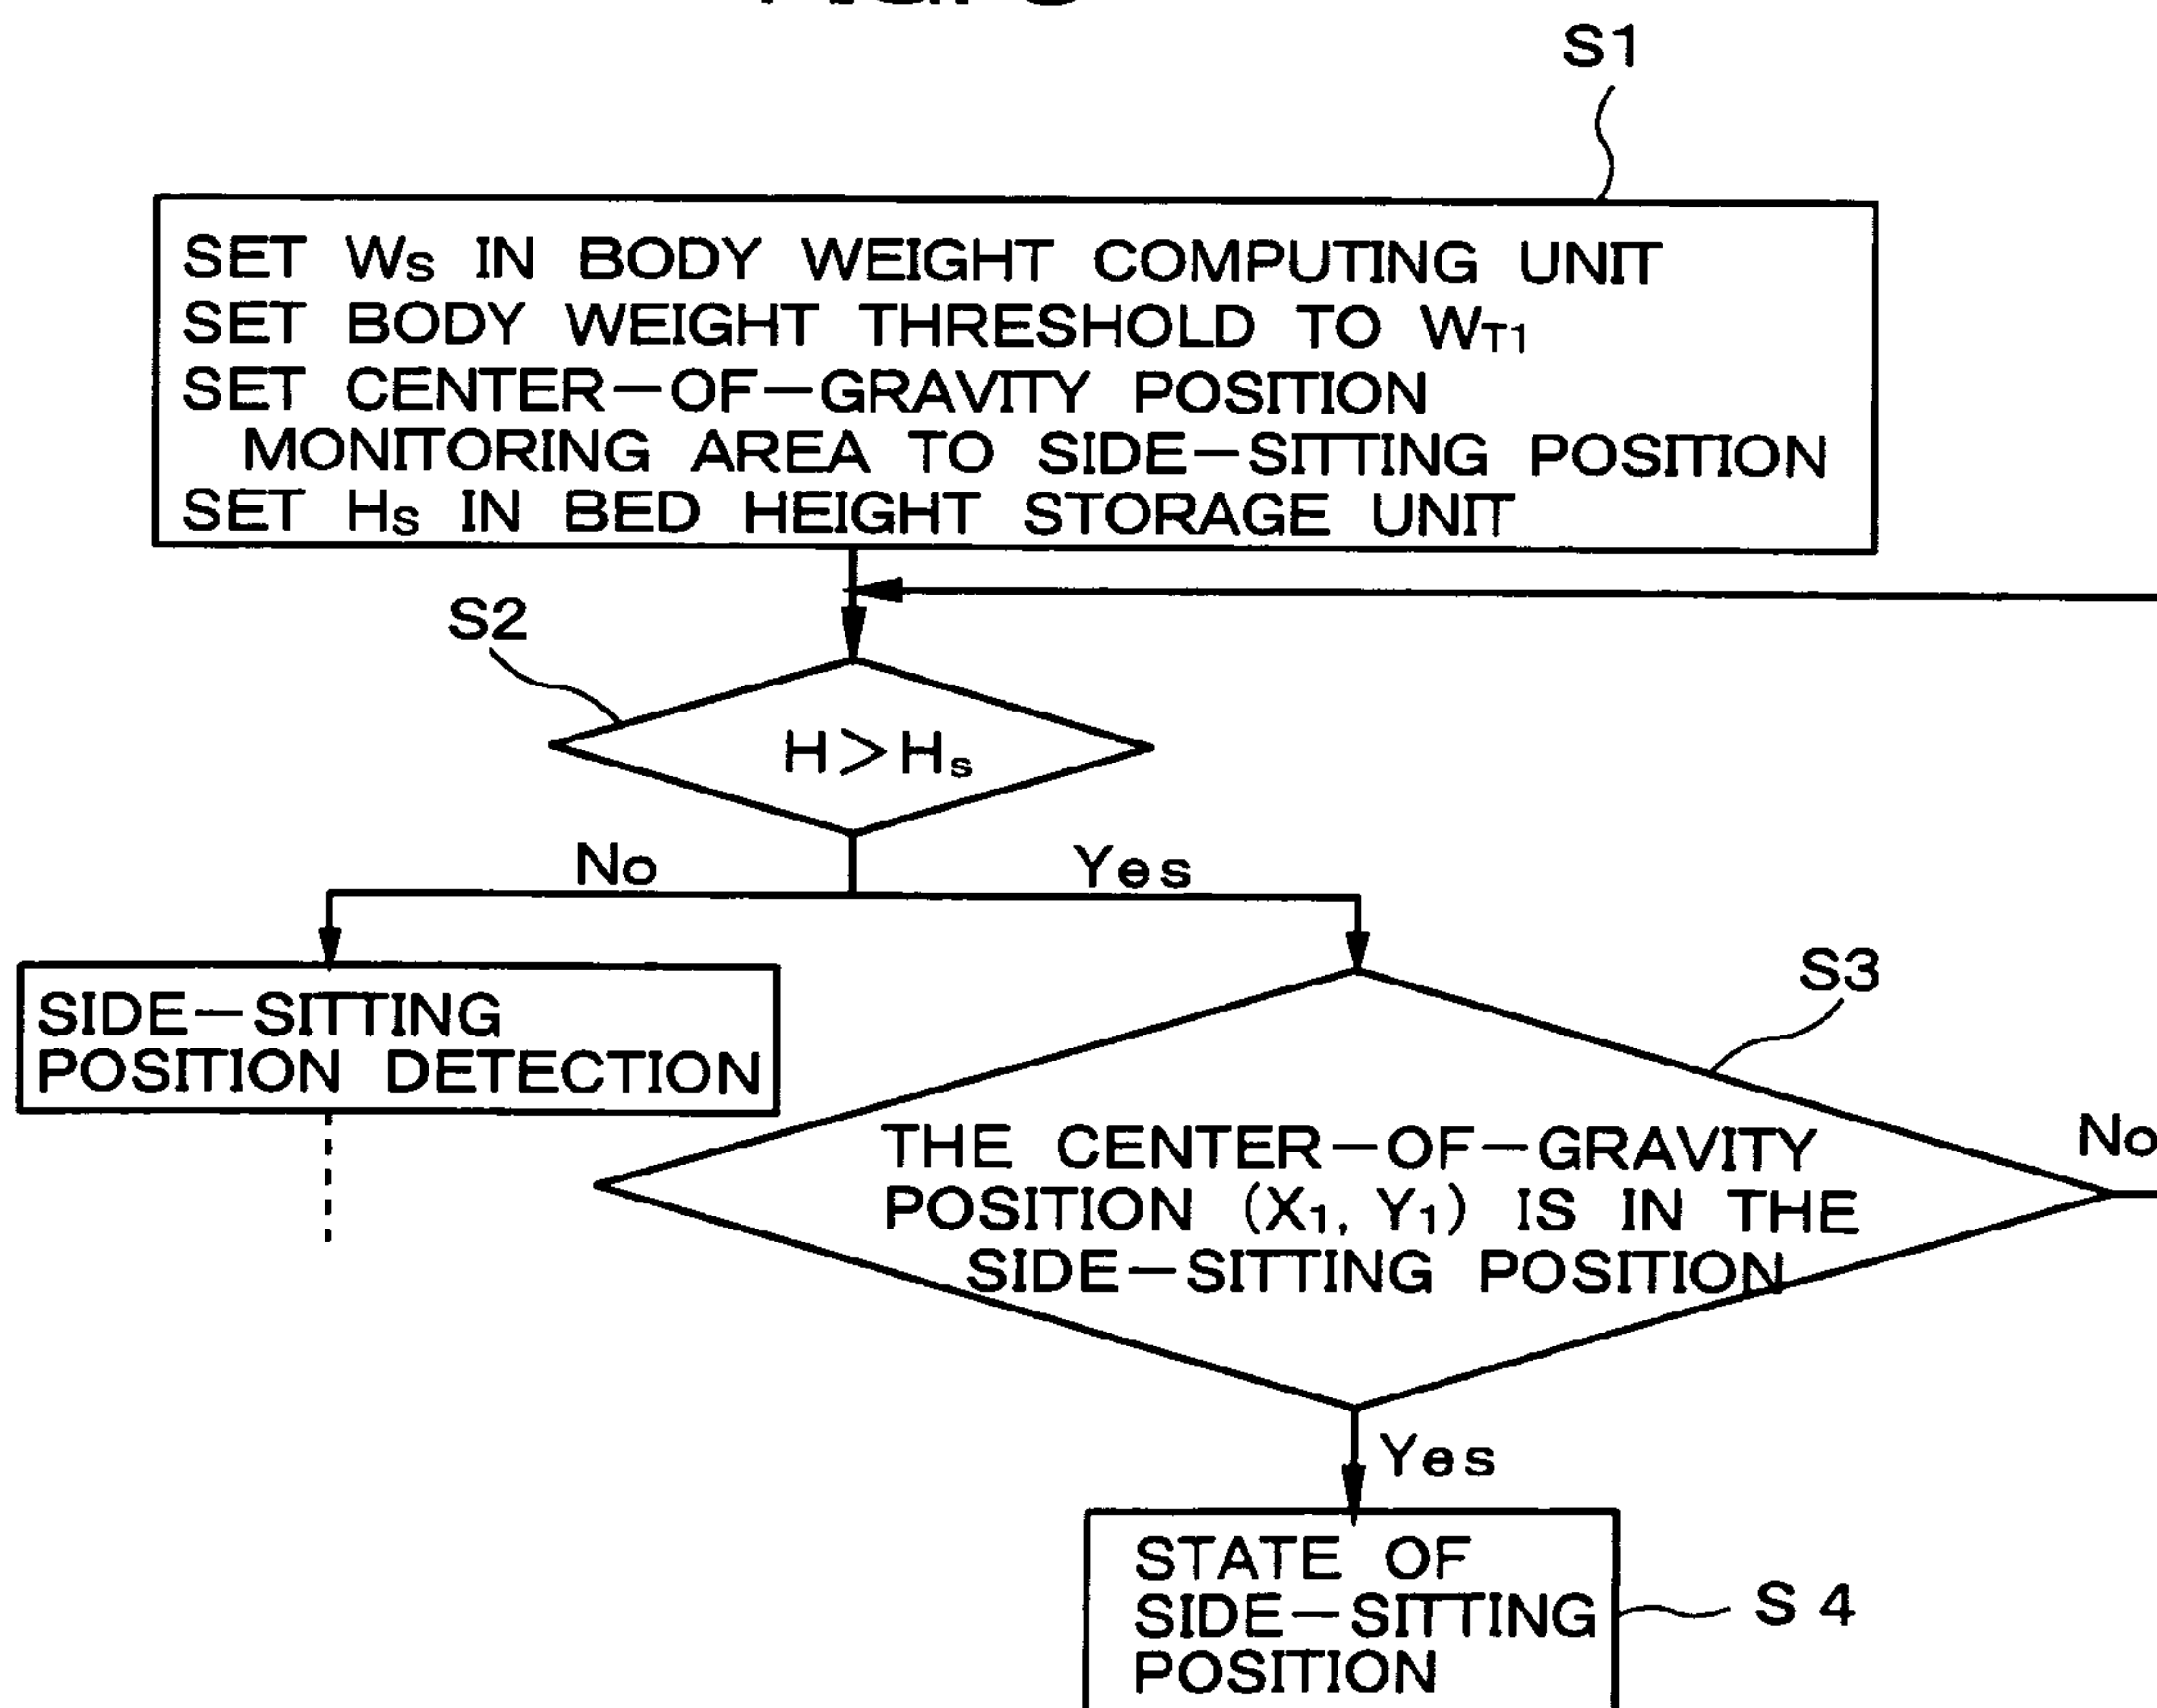 S1
SET WS IN BODY WEIGHT COMPUTING UNIT
SET BODY WEIGHT THRESHOLD TO WT1
SET CENTER-OF-GRAVITY POSITION
MONITORING AREA TO SIDE-SITTING POSITION
SET HS IN BED HEIGHT STORAGE UNIT
S2
H>Hs
No
Yes
S3
SIDE-SITTING
POSITION DETECTION
THE CENTER-OF-GRAVITY
POSITION (X1, Y1) IS IN THE
SIDE-SITTING POSITION
No
Yes
STATE OF
SIDE-SITTING
POSITION
S 4